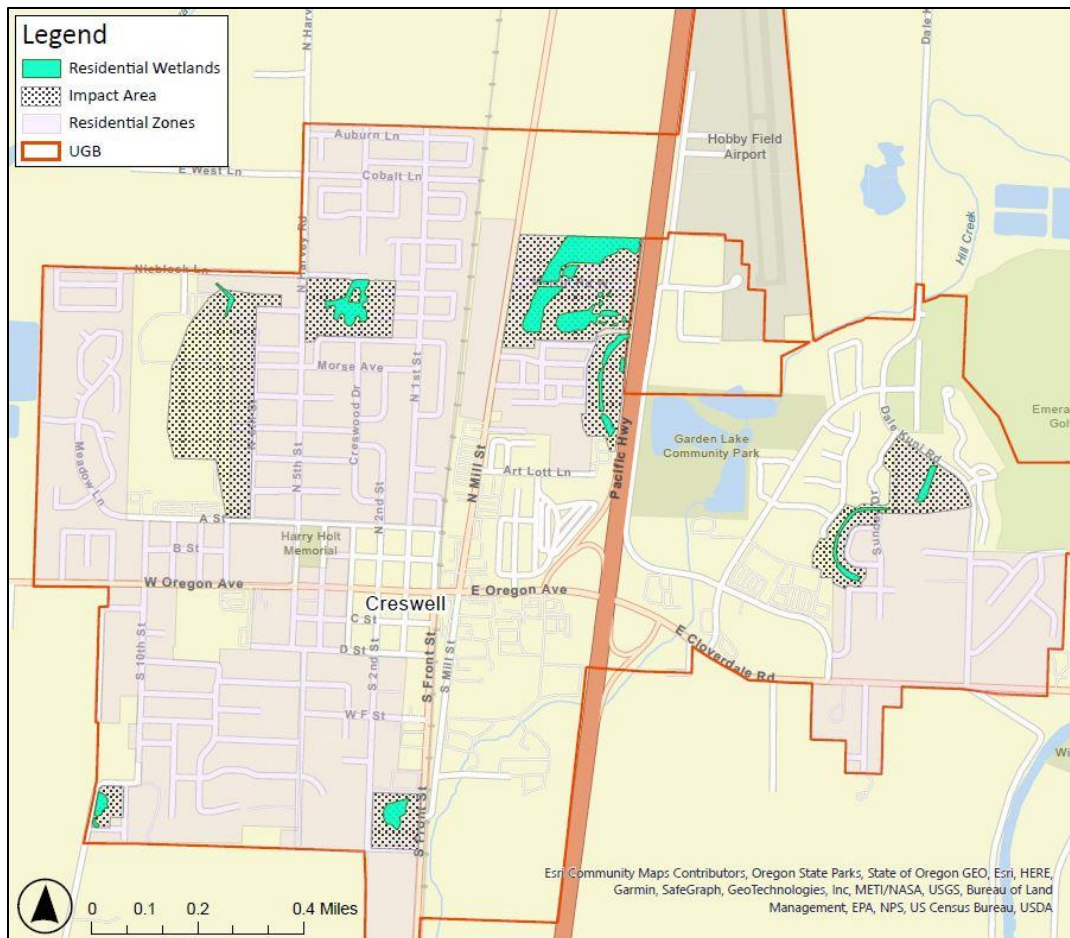 Legend
Residential Wetlands
Impact Area
Residential Zones
UGB
N Harvey Rd
Auburn Ln
Cobalt Ln
E West Ln
Hobby Field
Airport
Hill Creek
Nieblock Ln
Morse Ave
N 1st St
Creswood Dr
N 5th St
N 2nd St
Meadow Ln
N Mill St
Art Lott Ln
Pacific Hwy
Garden Lake
Community Park
Dale Kuni Rd
A St
B St
Harry Holt
Memorial
W Oregon Ave
E Oregon Ave
Creswell
C St
D St
S 10th St
S 2nd St
S Front St
S Mill St
E Cloverdale Rd
W F St
S Front St
0 0.1 0.2 0.4 Miles
Esri Community Maps Contributors, Oregon State Parks, State of Oregon GEO, Esri, HERE,
Garmin, SafeGraph, GeoTechnologies, Inc, METI/NASA, USGS, Bureau of Land
Management, EPA, NPS, US Census Bureau, USDA